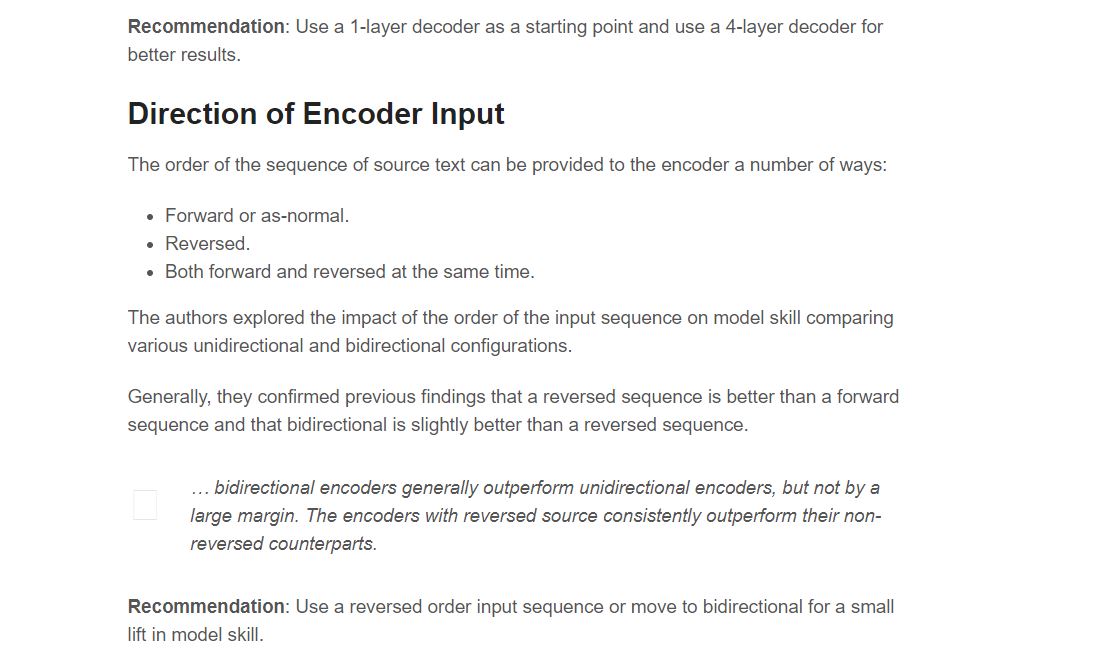 Recommendation: Use a 1-layer decoder as a starting point and use a 4-layer decoder for
better results.
Direction of Encoder Input
The order of the sequence of source text can be provided to the encoder a number of ways:
• Forward or as-normal.
• Reversed.
• Both forward and reversed at the same time.
The authors explored the impact of the order of the input sequence on model skill comparing
various unidirectional and bidirectional configurations.
Generally, they confirmed previous findings that a reversed sequence is better than a forward
sequence and that bidirectional is slightly better than a reversed sequence.
… bidirectional encoders generally outperform unidirectional encoders, but not by a
large margin. The encoders with reversed source consistently outperform their non-
reversed counterparts.
Recommendation: Use a reversed order input sequence or move to bidirectional for a small
lift in model skill.